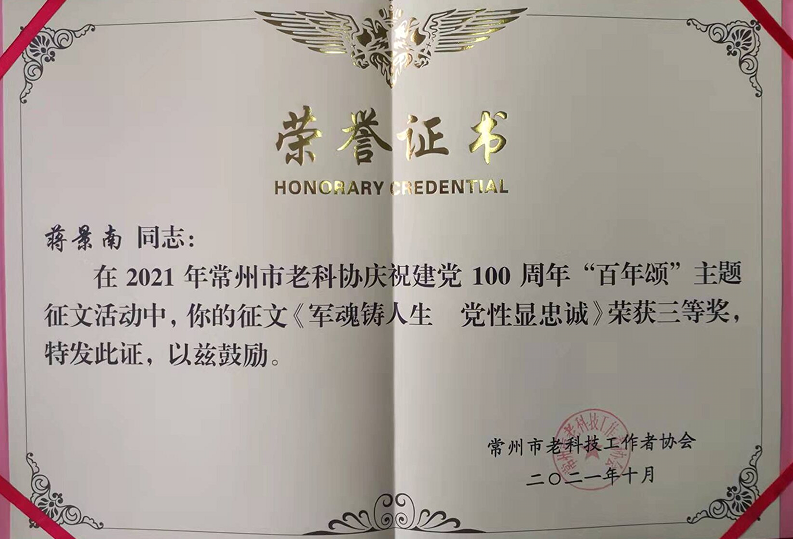 荣誉证书
HONORARY CREDENTIAL
蒋景南 同志：
在 2021 年常州市老科协庆祝建党 100 周年“百年颂”主题
征文活动中，你的征文《军魂铸人生　党性显忠诚》荣获三等奖，
特发此证，以兹鼓励。
常州市老科技工作者协会
二〇二一年十月